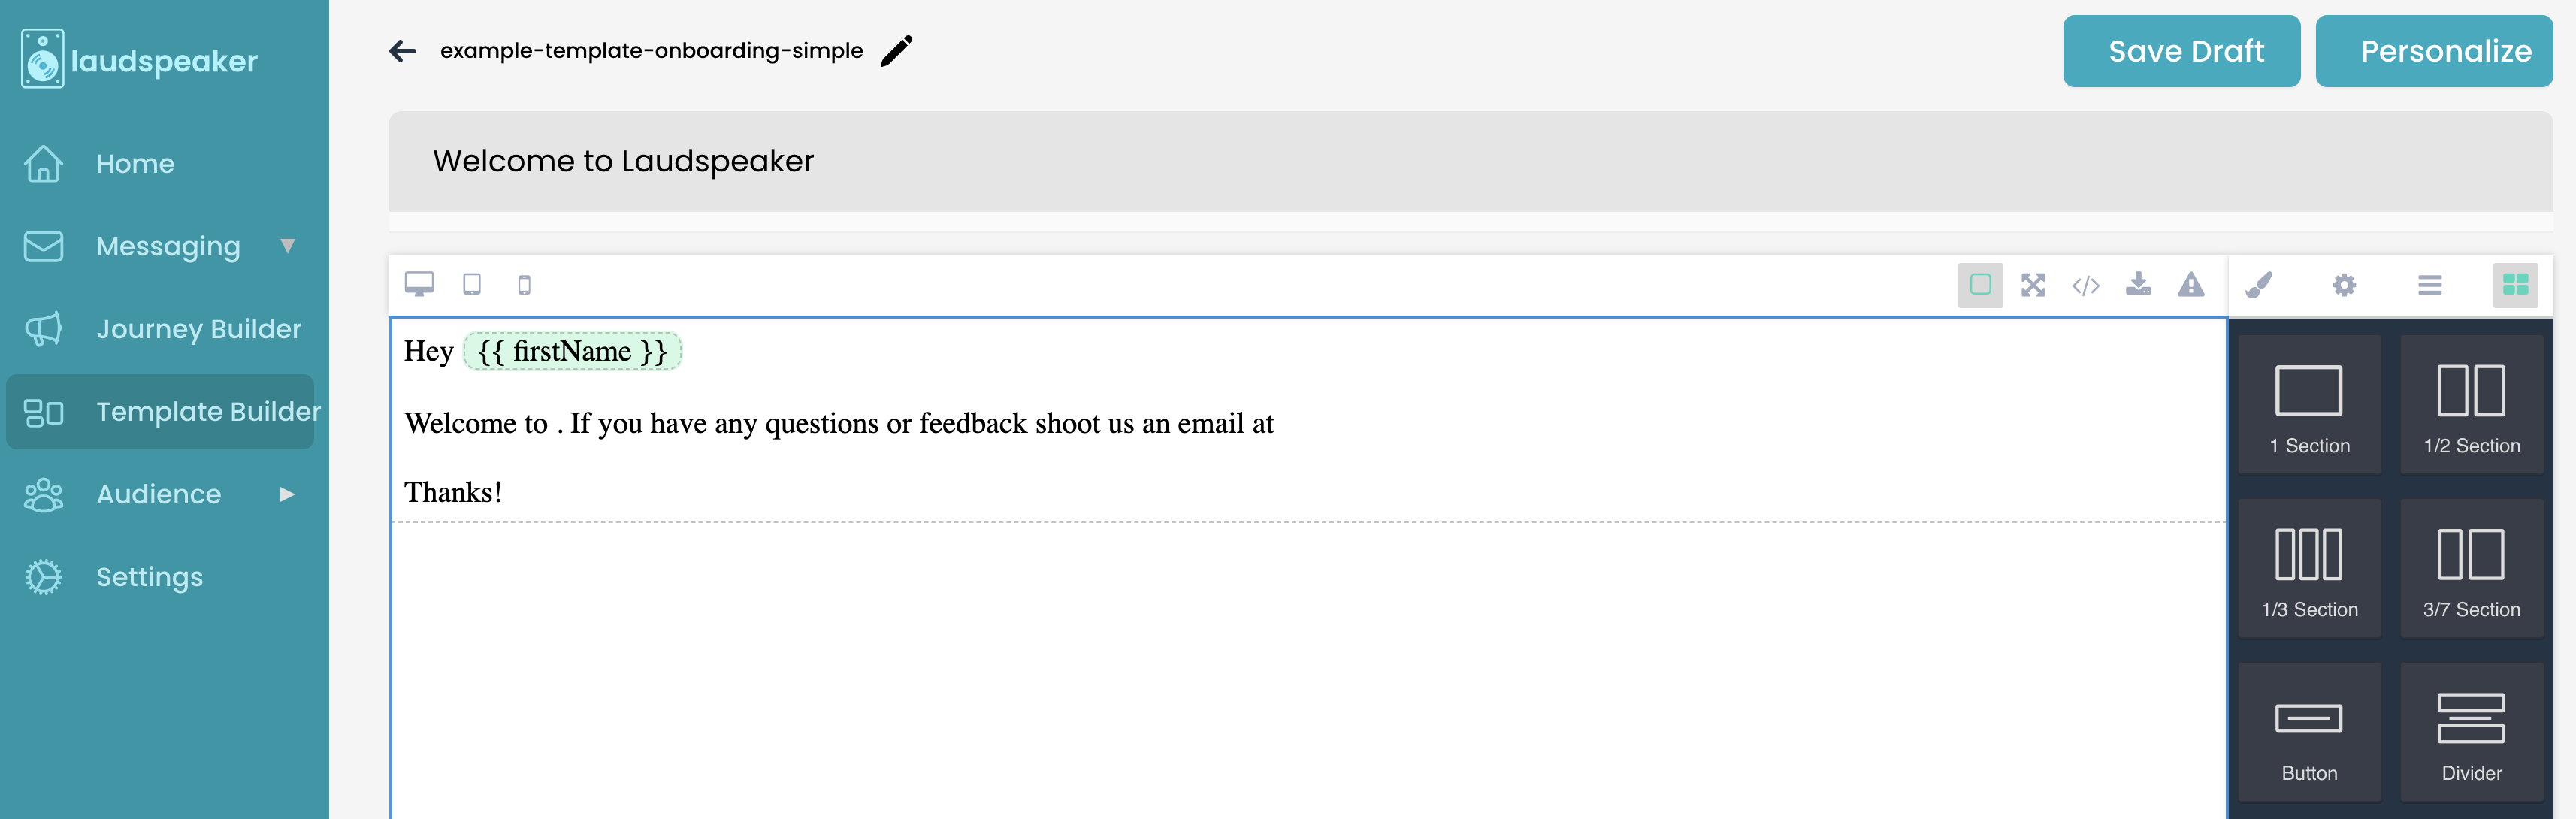 laudspeaker
Home
Messaging
Journey Builder
Template Builder
Audience
Settings
example-template-onboarding-simple
Save Draft
Personalize
Welcome to Laudspeaker
Hey {{ firstName }}
Welcome to . If you have any questions or feedback shoot us an email at
Thanks!
1 Section
1/2 Section
1/3 Section
3/7 Section
Button
Divider